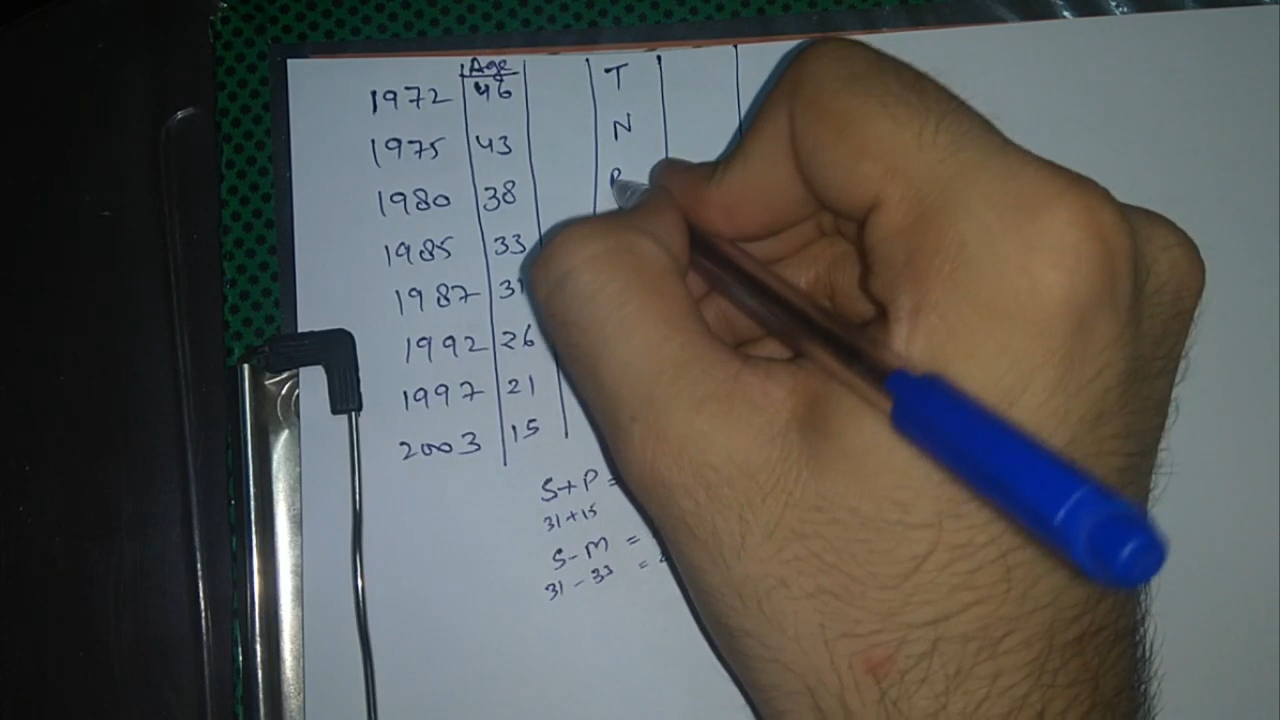 Age
1972 46 T
1975 43 N
1980 38
1985 33
1987 31
1992 26
1997 21
2003 15
S+P =
31+15
S-M =
31-33 =